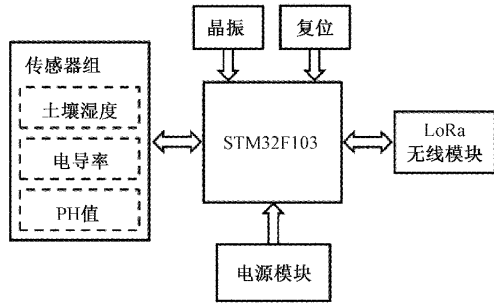 晶振
复位
传感器组
土壤湿度
电导率
PH值
STM32F103
LoRa
无线模块
电源模块